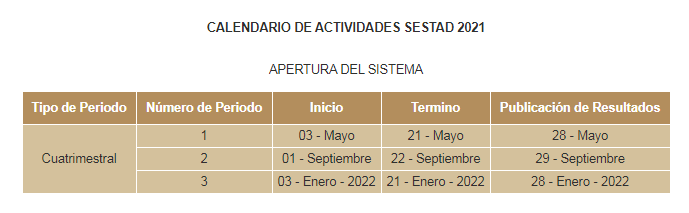 CALENDARIO DE ACTIVIDADES SESTAD 2021
APERTURA DEL SISTEMA
Tipo de Periodo Número de Periodo Inicio Termino Publicación de Resultados
1 03 - Mayo 21 - Mayo 28 - Mayo
Cuatrimestral 2 01 - Septiembre 22 - Septiembre 29 - Septiembre
3 03 - Enero - 2022 21 - Enero - 2022 28 - Enero - 2022